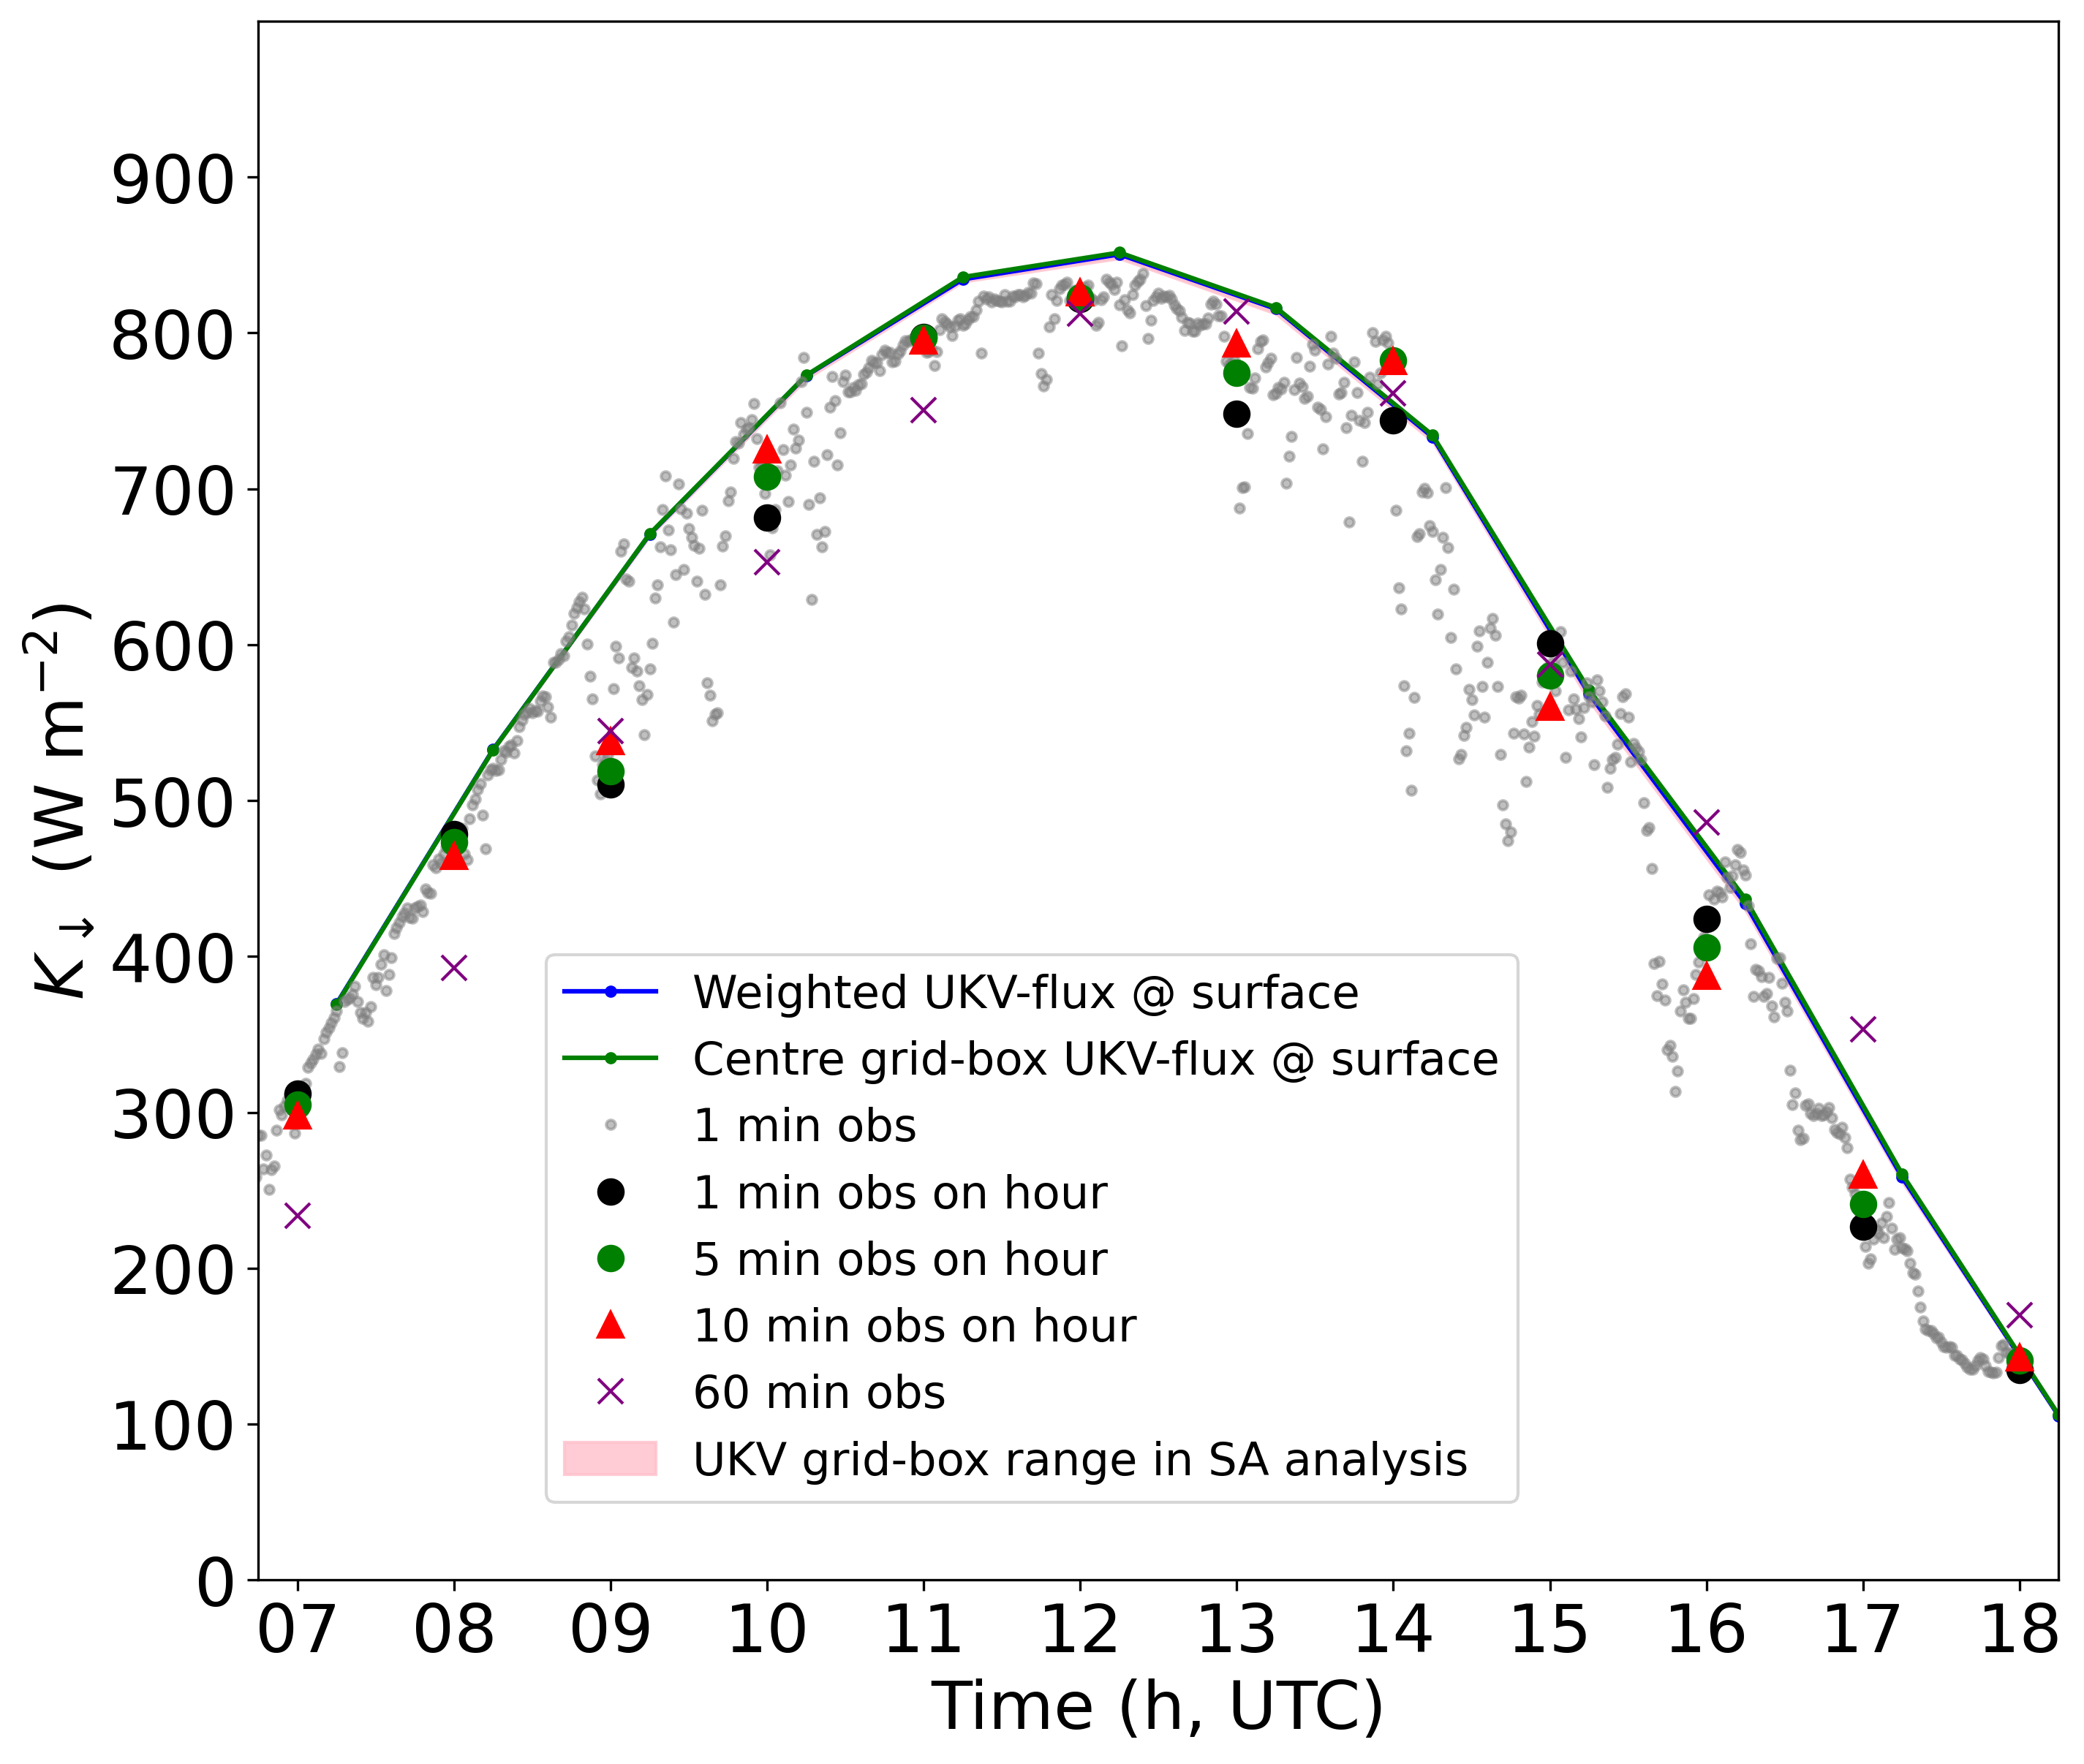 900
800
700
600
500
400
300
200
100
0
K↓ (W m−2)
Weighted UKV-flux @ surface
Centre grid-box UKV-flux @ surface
1 min obs
1 min obs on hour
5 min obs on hour
10 min obs on hour
60 min obs
UKV grid-box range in SA analysis
07 08 09 10 11 12 13 14 15 16 17 18
Time (h, UTC)